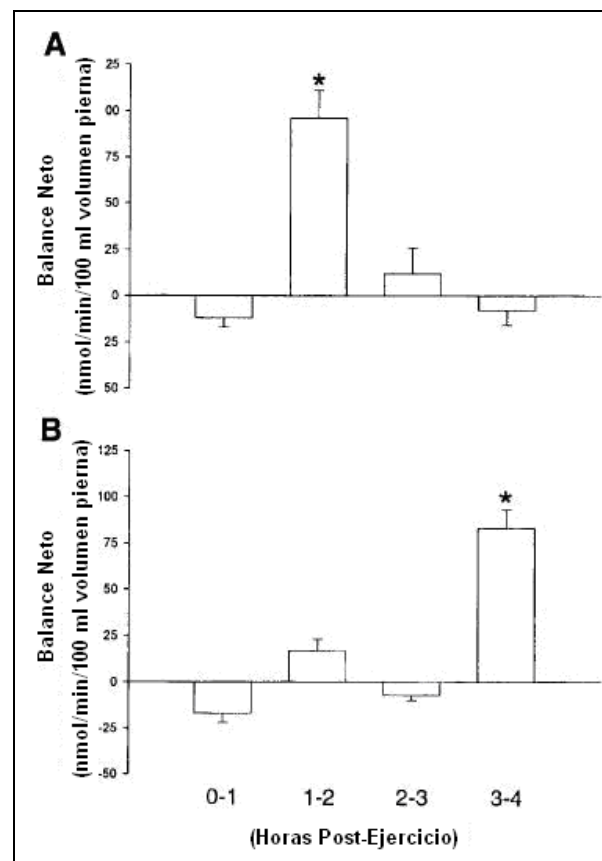 A
Balance Neto
(nmol/min/100 ml volumen pierna)
25
00
75
50
25
0
25
50
*
B
Balance Neto
(nmol/min/100 ml volumen pierna)
125
100
75
50
25
0
-25
-50
*
0-1 1-2 2-3 3-4
(Horas Post-Ejercicio)